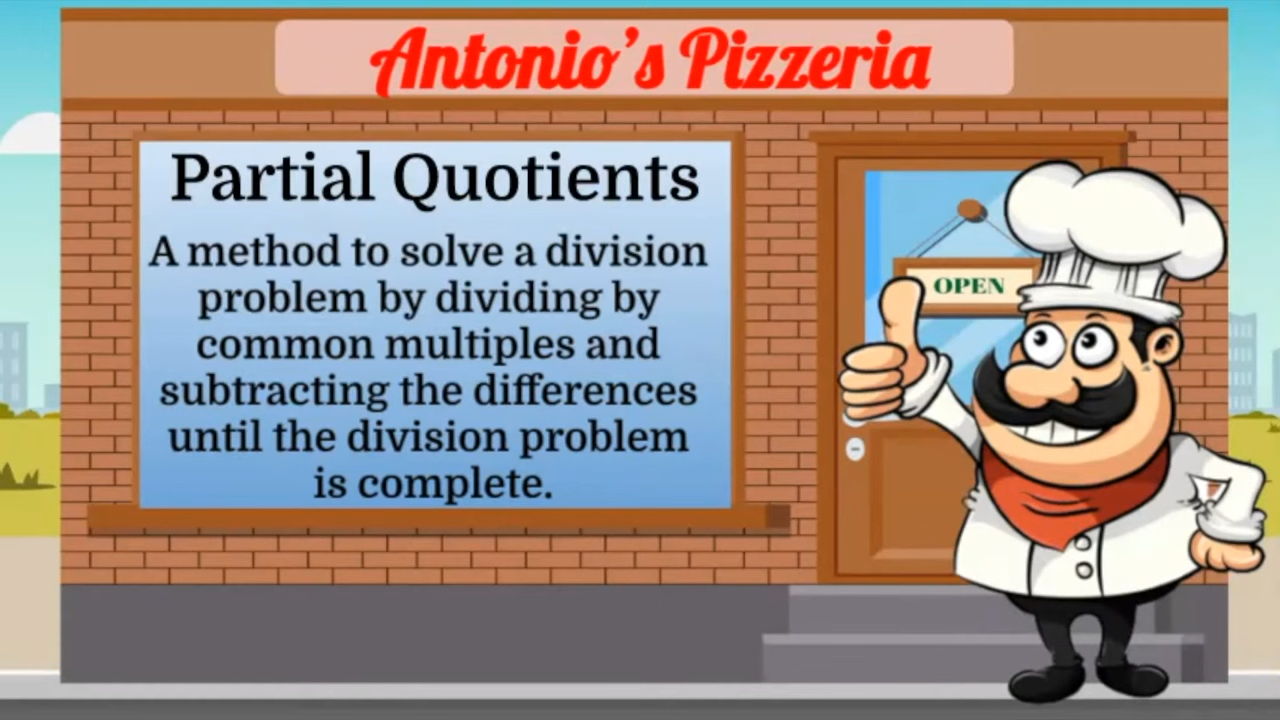 Antonio's Pizzeria
Partial Quotients
A method to solve a division
problem by dividing by
common multiples and
subtracting the differences
until the division problem
is complete.
OPEN